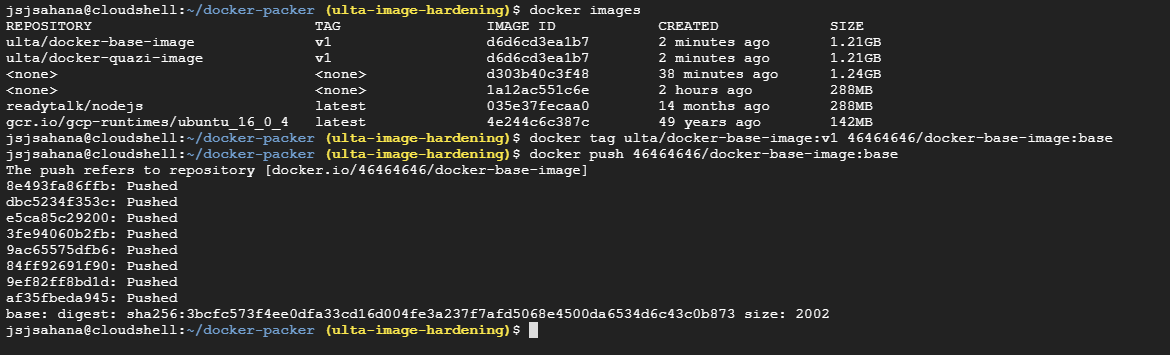 jsjsahana@cloudshell:~/docker-packer (ulta-image-hardening)$ docker images
REPOSITORY TAG IMAGE ID CREATED SIZE
ulta/docker-base-image v1 d6d6cd3ea1b7 2 minutes ago 1.21GB
ulta/docker-quazi-image v1 d6d6cd3ea1b7 2 minutes ago 1.21GB
<none> <none> d303b40c3f48 38 minutes ago 1.24GB
<none> <none> 1a12ac551c6e 2 hours ago 288MB
readytalk/nodejs latest 035e37fecaa0 14 months ago 288MB
gcr.io/gcp-runtimes/ubuntu_16_0_4 latest 4e244c6c387c 49 years ago 142MB
jsjsahana@cloudshell:~/docker-packer (ulta-image-hardening)$ docker tag ulta/docker-base-image:v1 46464646/docker-base-image:base
jsjsahana@cloudshell:~/docker-packer (ulta-image-hardening)$ docker push 46464646/docker-base-image:base
The push refers to repository [docker.io/46464646/docker-base-image]
8e493fa86ffb: Pushed
dbc5234f353c: Pushed
e5ca85c29200: Pushed
3fe94060b2fb: Pushed
9ac65575dfb6: Pushed
84ff92691f90: Pushed
9ef82ff8bd1d: Pushed
af35fbeda945: Pushed
base: digest: sha256:3bcfc573f4ee0dfa33cd16d004fe3a237f7afd5068e4500da6534d6c43c0b873 size: 2002
jsjsahana@cloudshell:~/docker-packer (ulta-image-hardening)$